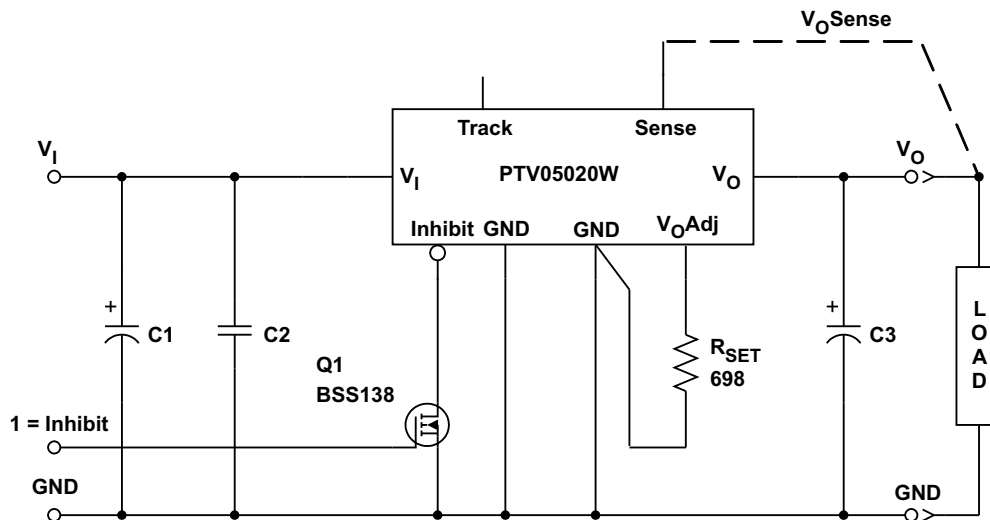 VOSense
Track
Sense
VI
VO
VI
PTV05020W
VO
Inhibit
GND
GND
VOAdj
+
C1
C2
Q1
BSS138
RSET
698
+
C3
LOAD
1 = Inhibit
GND
GND